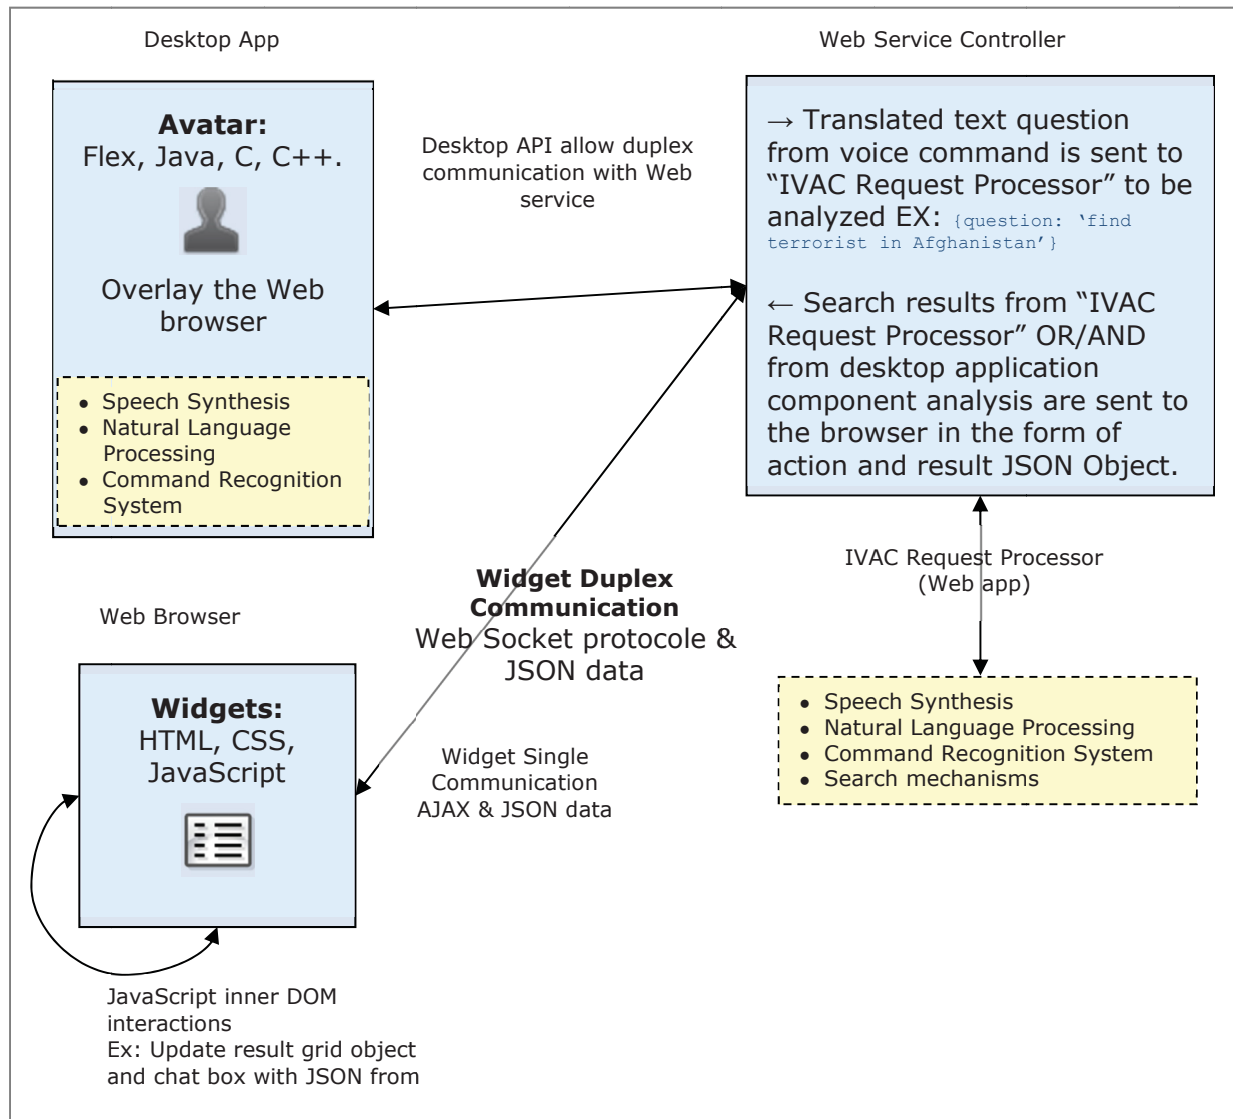 Desktop App
Avatar:
Flex, Java, C, C++.
Overlay the Web
browser
• Speech Synthesis
• Natural Language
Processing
• Command Recognition
System
Desktop API allow duplex
communication with Web
service
Web Service Controller
→ Translated text question
from voice command is sent to
“IVAC Request Processor” to be
analyzed EX: {question: ‘find
terrorist in Afghanistan’}
← Search results from “IVAC
Request Processor” OR/AND
from desktop application
component analysis are sent to
the browser in the form of
action and result JSON Object.
IVAC Request Processor
(Web app)
• Speech Synthesis
• Natural Language Processing
• Command Recognition System
• Search mechanisms
Widget Duplex
Communication
Web Socket protocole &
JSON data
Widget Single
Communication
AJAX & JSON data
Web Browser
Widgets:
HTML, CSS,
JavaScript
JavaScript inner DOM
interactions
Ex: Update result grid object
and chat box with JSON from